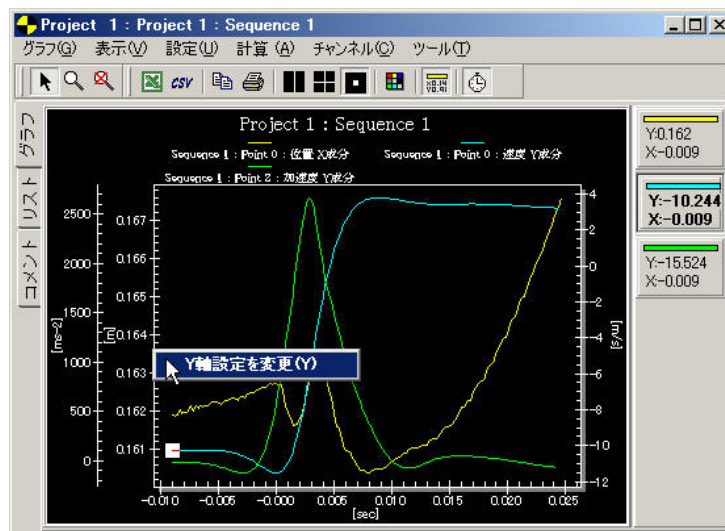 Project 1 : Project 1 : Sequence 1
グラフ(G) 表示(V) 設定(U) 計算 (A) チャンネル(C) ツール(T)
CSV
X0.14
Y0.41
グラフ
リスト
コメント
Project 1 : Sequence 1
Sequence 1 : Point 0 : 位置 X成分 Sequence 1 : Point 0 : 速度 Y成分
Sequence 1 : Point 2 : 加速度 Y成分
Y:0.162
X:-0.009
Y:-10.244
X:-0.009
Y:-15.524
X:-0.009
2500
2000
1500
1000
500
0
[ms-2]
0.167
0.166
0.165
0.164
0.163
0.162
0.161
[m]
Y軸設定を変更(Y)
4
2
0
-2
-4
-6
-8
-10
-12
[m/s]
-0.010 -0.005 -0.000 0.005 0.010 0.015 0.020 0.025
[sec]